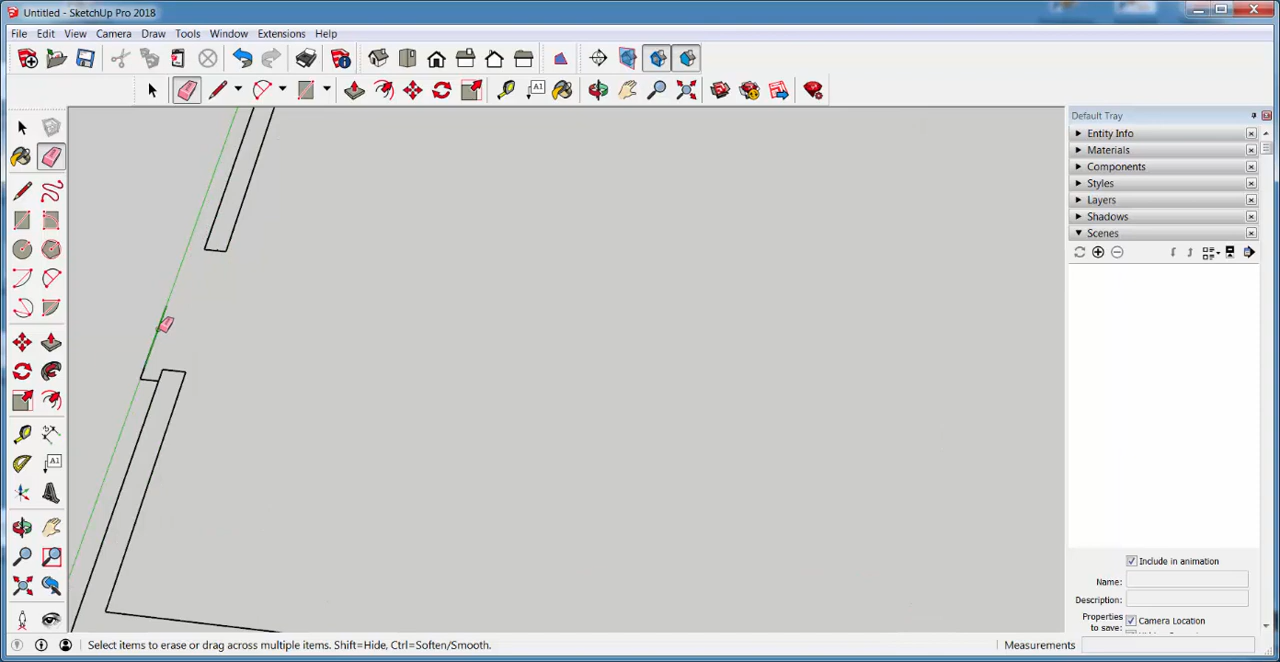 Untitled - SketchUp Pro 2018
File Edit View Camera Draw Tools Window Extensions Help
A1
Default Tray
Entity Info
Materials
Components
Styles
Layers
Shadows
Scenes
A1
Include in animation
Name:
Description:
Properties
to save:
Camera Location
Select items to erase or drag across multiple items. Shift=Hide, Ctrl=Soften/Smooth.
Measurements